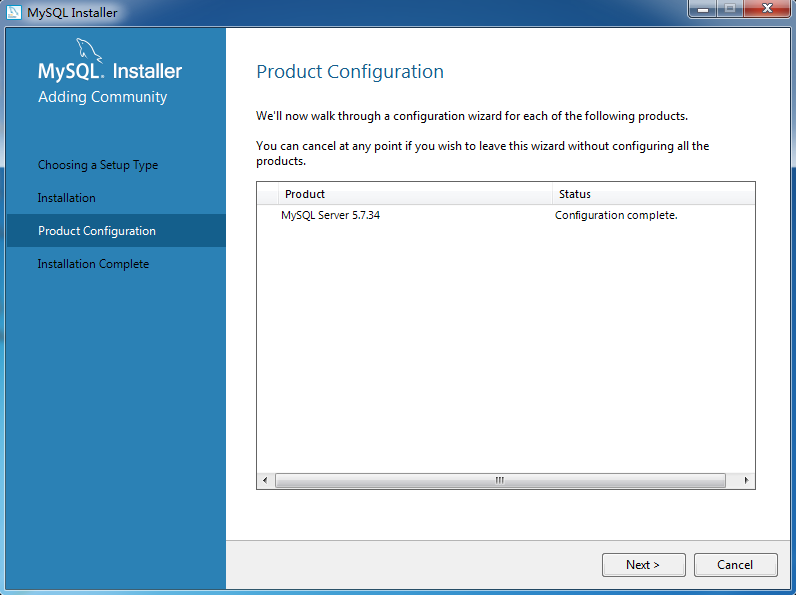 MySQL Installer
MySQL. Installer
Adding Community
Choosing a Setup Type
Installation
Product Configuration
Installation Complete
Product Configuration
We'll now walk through a configuration wizard for each of the following products.
You can cancel at any point if you wish to leave this wizard without configuring all the
products.
Product Status
MySQL Server 5.7.34 Configuration complete.
Next > Cancel